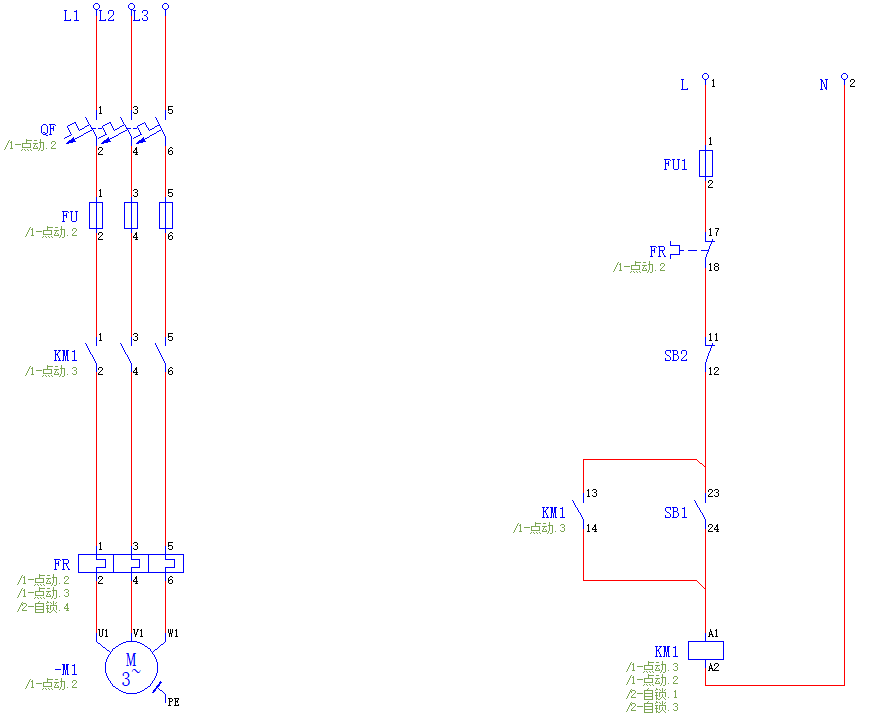 L1 L2 L3
1 3 5
QF
/1-点动.2
2 4 6
1 3 5
FU
/1-点动.2
2 4 6
1 3 5
KM1
/1-点动.3
2 4 6
1 3 5
FR
2 4 6
/1-点动.2
/1-点动.3
/2-自锁.4
U1 V1 W1
M
3~
-M1
/1-点动.2
PE
L 1 N 2
1
FU1
2
17
FR
/1-点动.2
18
11
SB2
12
13 23
KM1 SB1
/1-点动.3
14 24
A1
KM1
A2
/1-点动.3
/1-点动.2
/2-自锁.1
/2-自锁.3